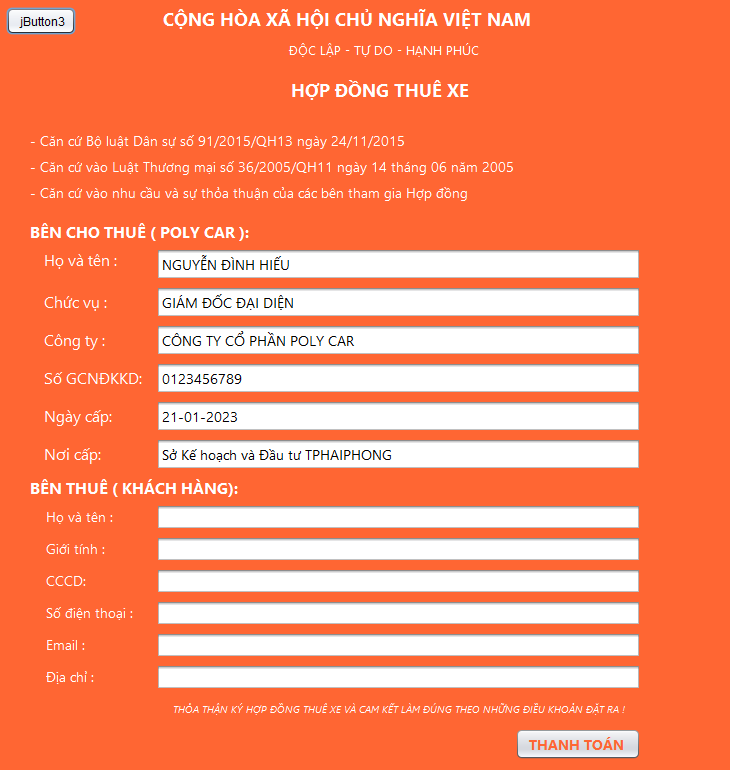 jButton3
CỘNG HÒA XÃ HỘI CHỦ NGHĨA VIỆT NAM
ĐỘC LẬP - TỰ DO - HẠNH PHÚC
HỢP ĐỒNG THUÊ XE
- Căn cứ Bộ luật Dân sự số 91/2015/QH13 ngày 24/11/2015
- Căn cứ vào Luật Thương mại số 36/2005/QH11 ngày 14 tháng 06 năm 2005
- Căn cứ vào nhu cầu và sự thỏa thuận của các bên tham gia Hợp đồng
BÊN CHO THUÊ ( POLY CAR ):
Họ và tên : NGUYỄN ĐÌNH HIẾU
Chức vụ : GIÁM ĐỐC ĐẠI DIỆN
Công ty : CÔNG TY CỔ PHẦN POLY CAR
Số GCNĐKKD: 0123456789
Ngày cấp: 21-01-2023
Nơi cấp: Sở Kế hoạch và Đầu tư TPHAIPHONG
BÊN THUÊ ( KHÁCH HÀNG):
Họ và tên :
Giới tính :
CCCD:
Số điện thoại :
Email :
Địa chỉ :
THỎA THẬN KÝ HỢP ĐỒNG THUÊ XE VÀ CAM KẾT LÀM ĐÚNG THEO NHỮNG ĐIỀU KHOẢN ĐẶT RA !
THANH TOÁN